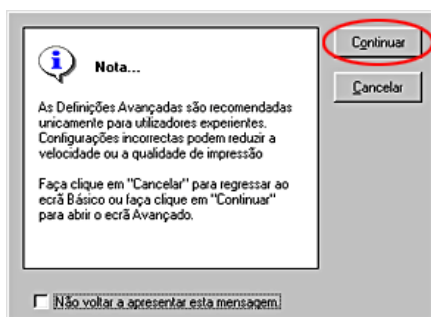 Nota...
As Definições Avançadas são recomendadas
unicamente para utilizadores experientes.
Configurações incorrectas podem reduzir a
velocidade ou a qualidade de impressão
Faça clique em "Cancelar" para regressar ao
ecrã Básico ou faça clique em "Continuar"
para abrir o ecrã Avançado.
Continuar
Cancelar
Não voltar a apresentar esta mensagem.